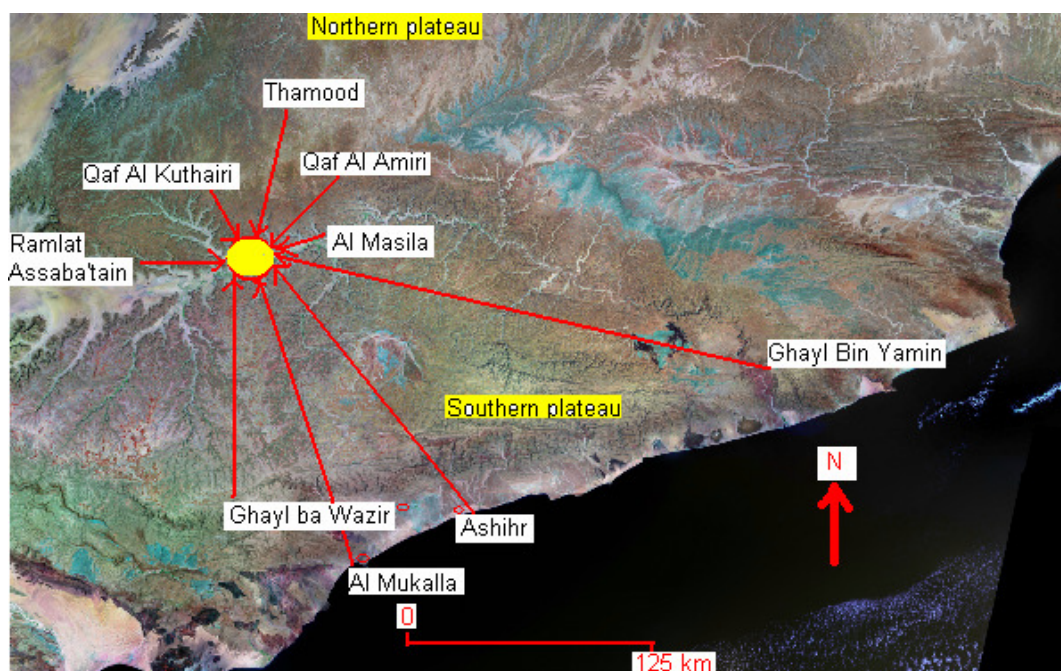 Northern plateau
Thamood
Qaf Al Kuthairi
Qaf Al Amiri
Al Masila
Ramlat
Assaba'tain
Ghayl Bin Yamin
Southern plateau
N
Ghayl ba Wazir
Ashihr
Al Mukalla
0
125 km